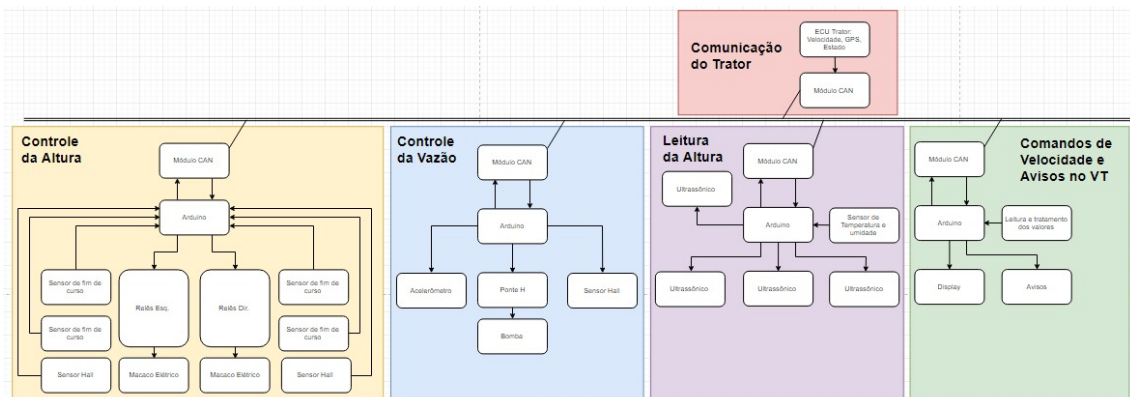 Comunicação
do Trator
ECU Trator:
Velocidade, GPS,
Estado
Módulo CAN
Controle
da Altura
Módulo CAN
Arduino
Sensor de fim de
curso
Sensor de fim de
curso
Relês Esq.
Relês Dir.
Sensor de fim de
curso
Sensor de fim de
curso
Sensor Hall
Macaco Elétrico
Macaco Elétrico
Sensor Hall
Controle
da Vazão
Módulo CAN
Arduino
Acelerômetro
Ponte H
Sensor Hall
Bomba
Leitura
da Altura
Módulo CAN
Ultrassônico
Arduino
Sensor de
Temperatura e
umidade
Ultrassônico
Ultrassônico
Ultrassônico
Comandos de
Velocidade e
Avisos no VT
Módulo CAN
Arduino
Leitura e tratamento
dos valores
Display
Avisos